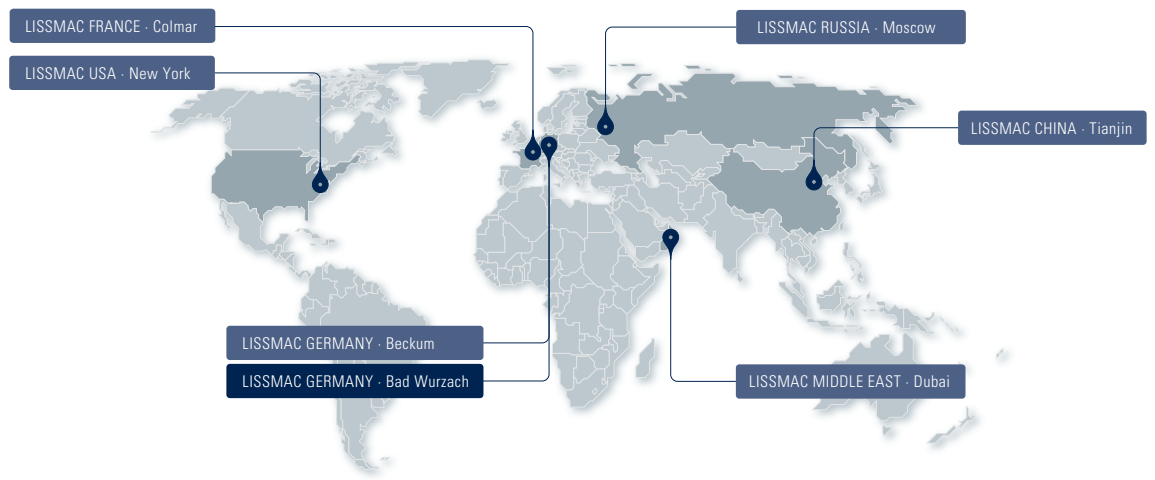 LISSMAC FRANCE · Colmar
LISSMAC RUSSIA · Moscow
LISSMAC USA · New York
LISSMAC CHINA · Tianjin
LISSMAC GERMANY · Beckum
LISSMAC GERMANY · Bad Wurzach
LISSMAC MIDDLE EAST · Dubai